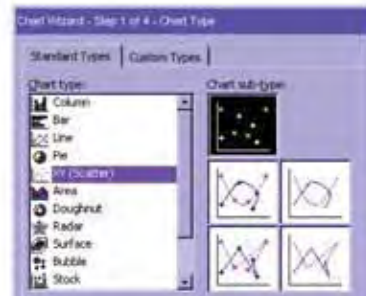 Chart Wizard - Step 1 of 4 - Chart Type
Standard Types
Custom Types
Chart type:
Chart sub-type:
Column
Bar
Line
Pie
XY (Scatter)
Area
Doughnut
Radar
Surface
Bubble
Stock